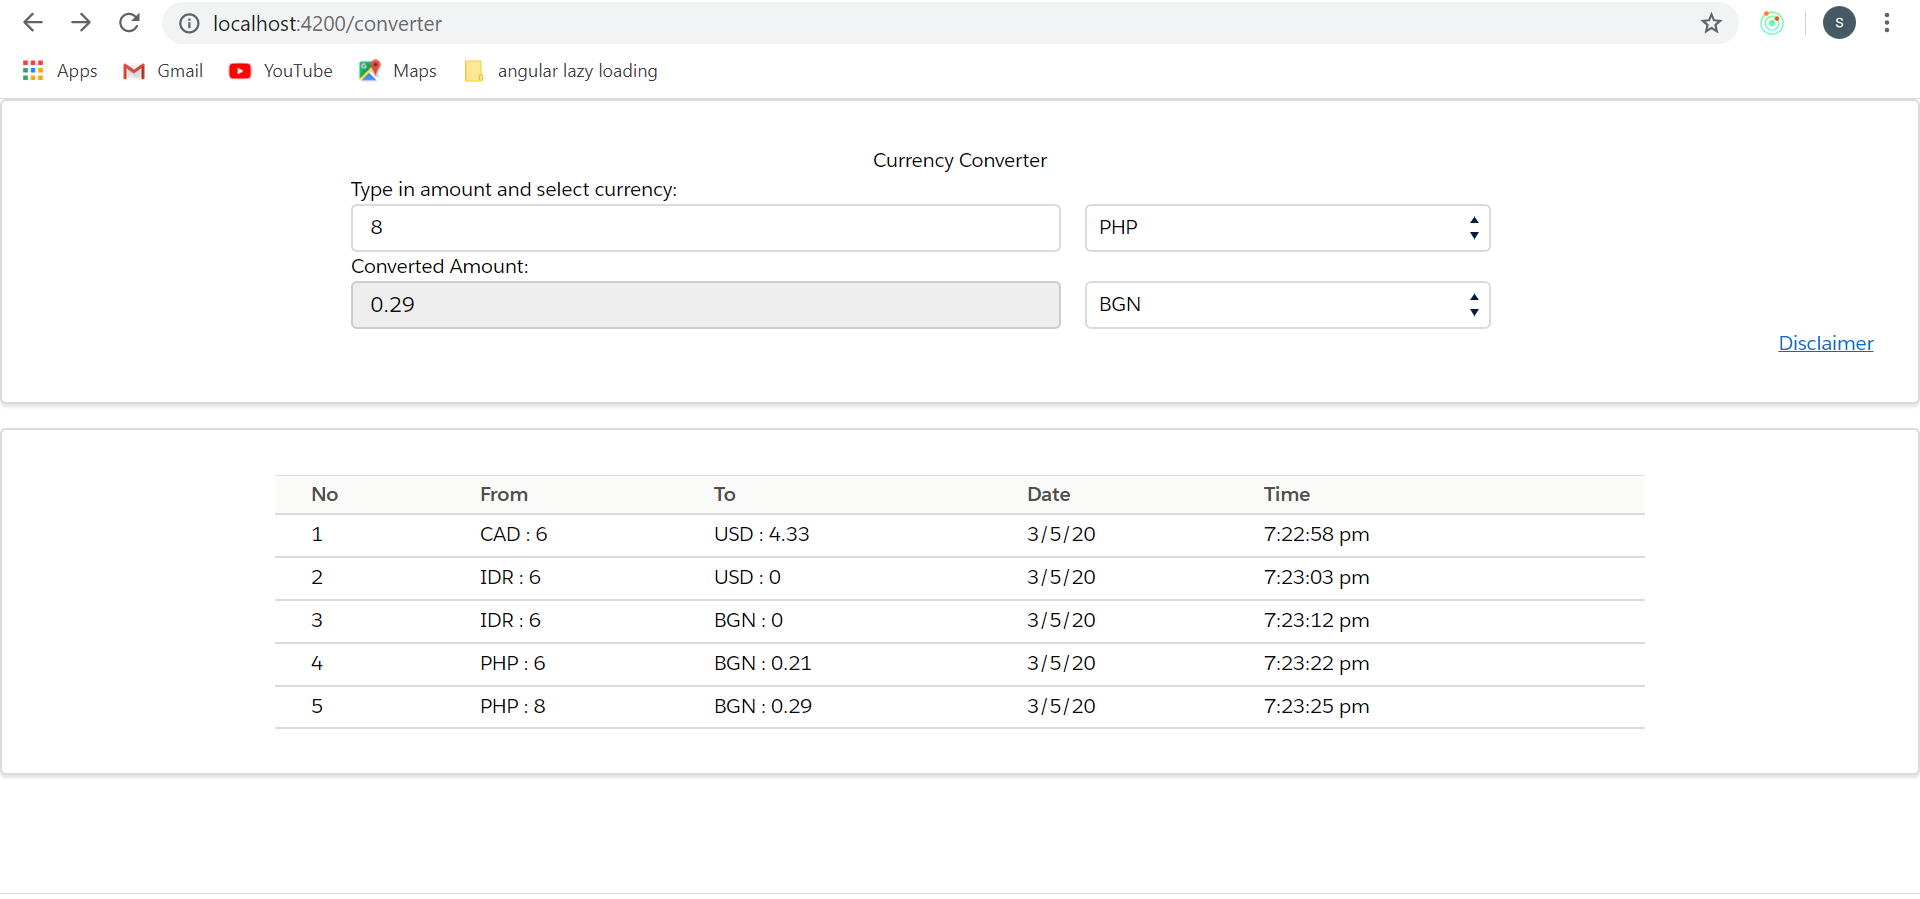 localhost:4200/converter
S
Apps Gmail YouTube Maps angular lazy loading
Currency Converter
Type in amount and select currency:
8 PHP
Converted Amount:
0.29 BGN
Disclaimer
No From To Date Time
1 CAD : 6 USD : 4.33 3/5/20 7:22:58 pm
2 IDR : 6 USD : 0 3/5/20 7:23:03 pm
3 IDR : 6 BGN : 0 3/5/20 7:23:12 pm
4 PHP : 6 BGN : 0.21 3/5/20 7:23:22 pm
5 PHP : 8 BGN : 0.29 3/5/20 7:23:25 pm